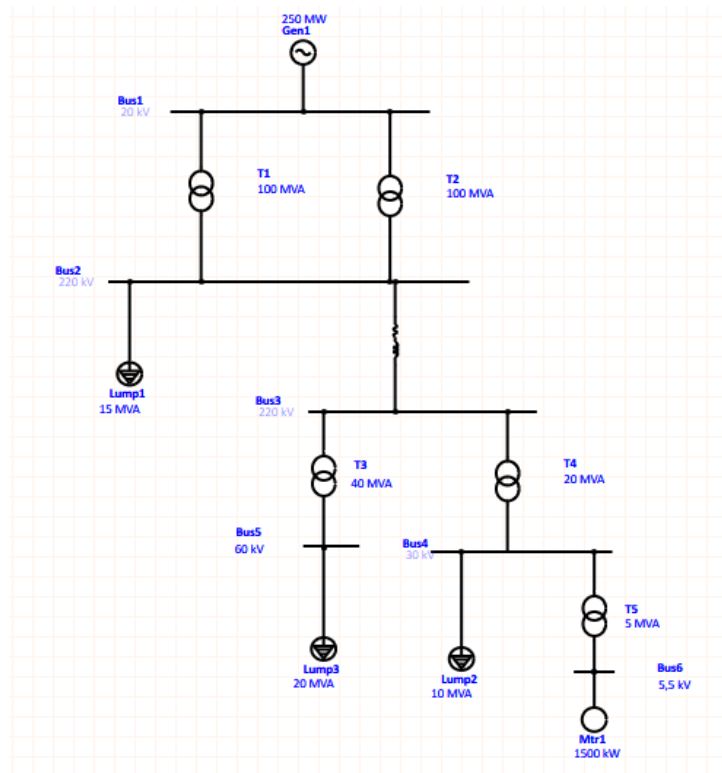 250 MW
Gen1
Bus1
20 kV
T1
100 MVA
T2
100 MVA
Bus2
220 kV
Lump1
15 MVA
Bus3
220 kV
T3
40 MVA
T4
20 MVA
Bus5
60 kV
Bus4
30 kV
T5
5 MVA
Lump3
20 MVA
Lump2
10 MVA
Bus6
5,5 kV
Mtr1
1500 kW